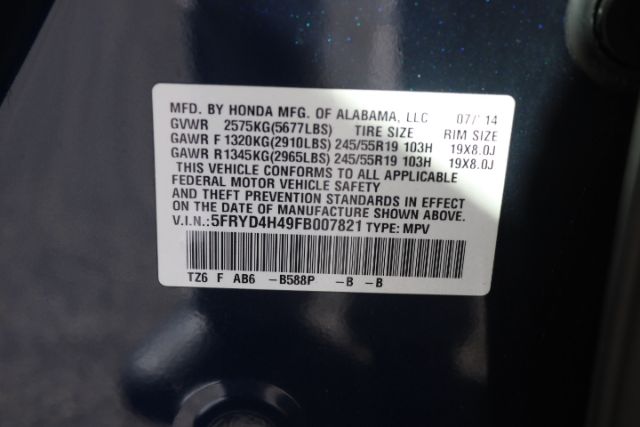 MFD. BY HONDA MFG. OF ALABAMA, LLC 07/14
GVWR 2575KG(5677LBS) TIRE SIZE RIM SIZE
GAWR F 1320KG(2910LBS) 245/55R19 103H 19X8.0J
GAWR R 1345KG(2965LBS) 245/55R19 103H 19X8.0J
THIS VEHICLE CONFORMS TO ALL APPLICABLE
FEDERAL MOTOR VEHICLE SAFETY
AND THEFT PREVENTION STANDARDS IN EFFECT
ON THE DATE OF MANUFACTURE SHOWN ABOVE.
V.I.N.:5FRYD4H49FB007821 TYPE: MPV
TZ6 F AB6 -B588P -B -B